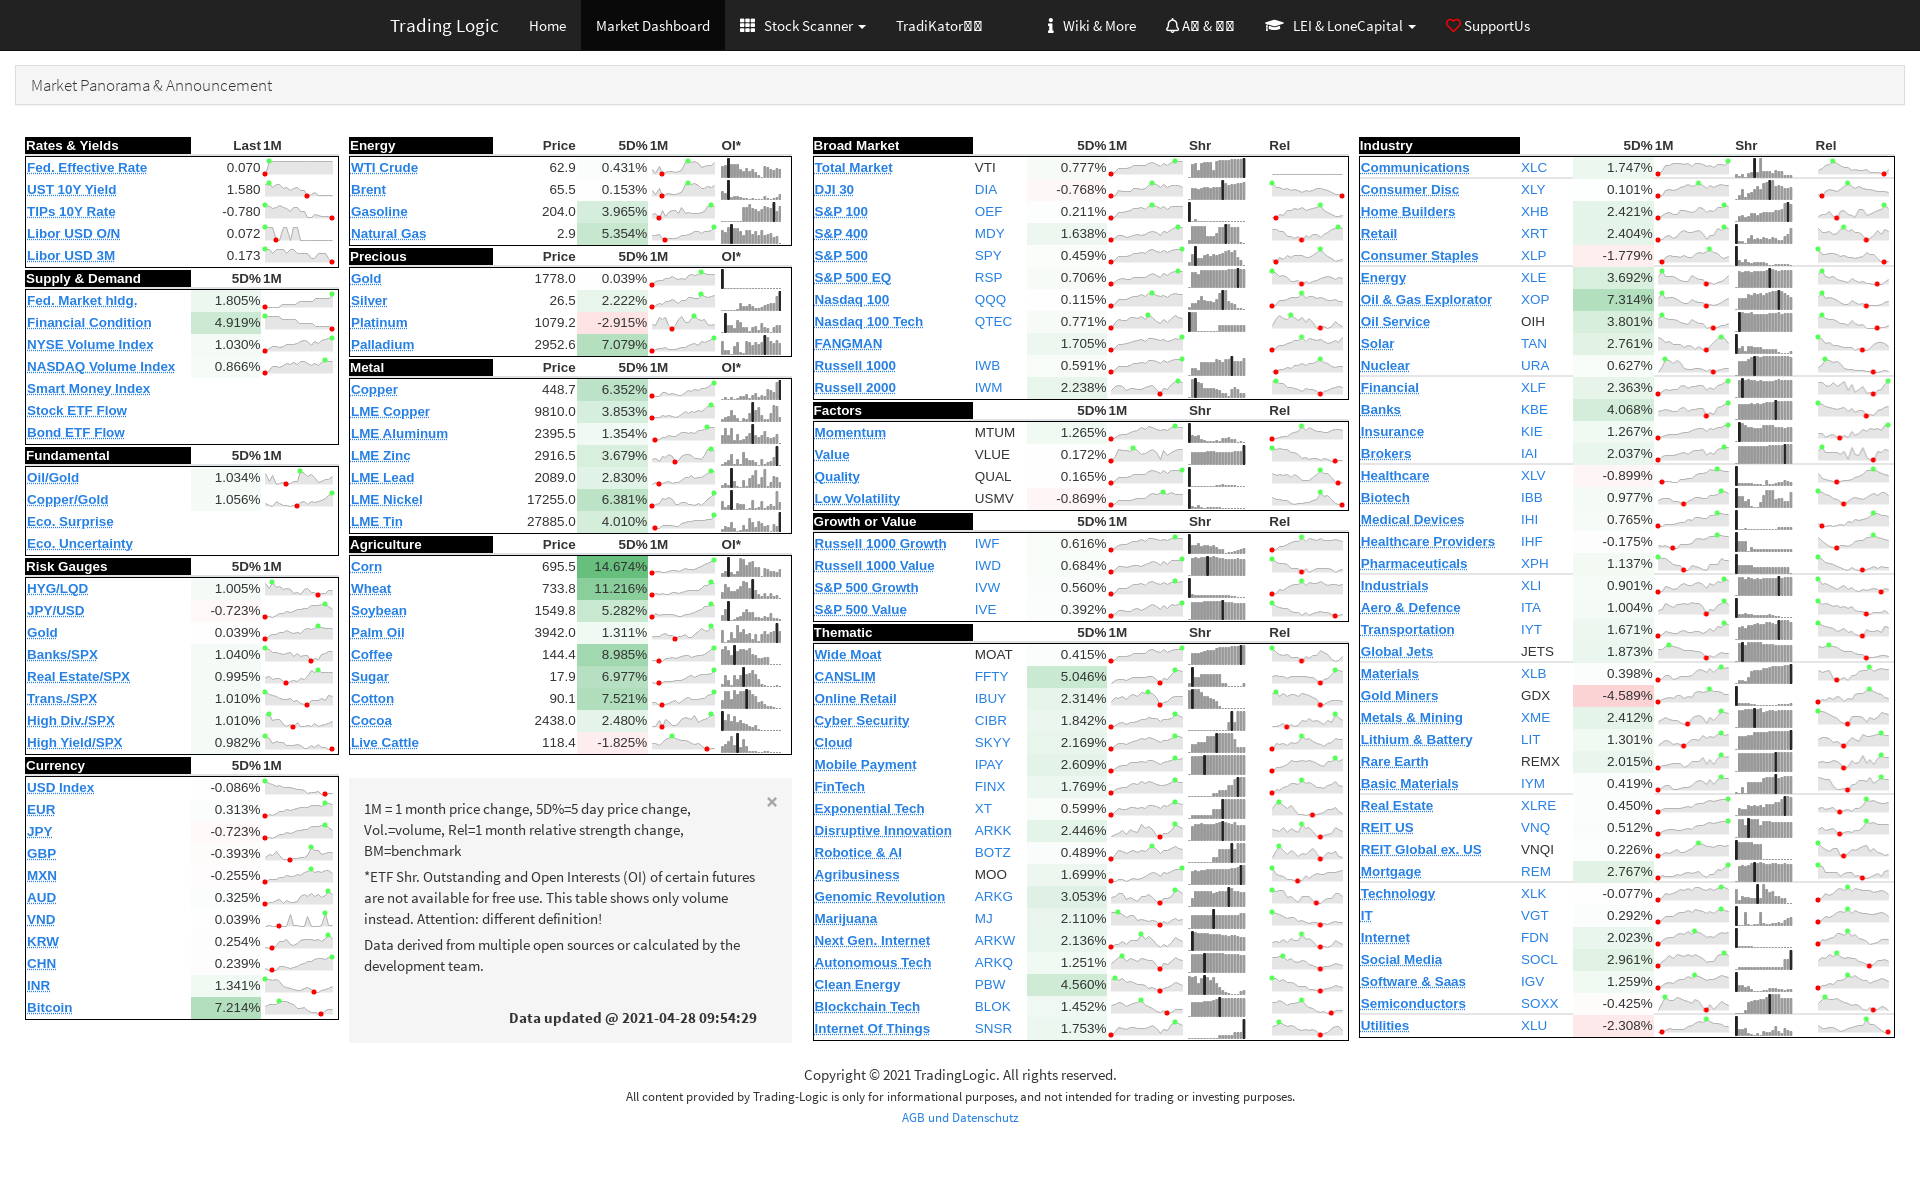 Trading Logic Home Market Dashboard Stock Scanner TradiKator Wiki & More A & LEI & LoneCapital SupportUs
Market Panorama & Announcement
Rates & Yields Last 1M
Fed. Effective Rate 0.070
UST 10Y Yield 1.580
TIPs 10Y Rate -0.780
Libor USD O/N 0.072
Libor USD 3M 0.173
Supply & Demand 5D% 1M
Fed. Market hldg. 1.805%
Financial Condition 4.919%
NYSE Volume Index 1.030%
NASDAQ Volume Index 0.866%
Smart Money Index
Stock ETF Flow
Bond ETF Flow
Fundamental 5D% 1M
Oil/Gold 1.034%
Copper/Gold 1.056%
Eco. Surprise
Eco. Uncertainty
Risk Gauges 5D% 1M
HYG/LQD 1.005%
JPY/USD -0.723%
Gold 0.039%
Banks/SPX 1.040%
Real Estate/SPX 0.995%
Trans./SPX 1.010%
High Div./SPX 1.010%
High Yield/SPX 0.982%
Currency 5D% 1M
USD Index -0.086%
EUR 0.313%
JPY -0.723%
GBP -0.393%
MXN -0.255%
AUD 0.325%
VND 0.039%
KRW 0.254%
CHN 0.239%
INR 1.341%
Bitcoin 7.214%
Energy Price 5D% 1M OI*
WTI Crude 62.9 0.431%
Brent 65.5 0.153%
Gasoline 204.0 3.965%
Natural Gas 2.9 5.354%
Precious Price 5D% 1M OI*
Gold 1778.0 0.039%
Silver 26.5 2.222%
Platinum 1079.2 -2.915%
Palladium 2952.6 7.079%
Metal Price 5D% 1M OI*
Copper 448.7 6.352%
LME Copper 9810.0 3.853%
LME Aluminum 2395.5 1.354%
LME Zinc 2916.5 3.679%
LME Lead 2089.0 2.830%
LME Nickel 17255.0 6.381%
LME Tin 27885.0 4.010%
Agriculture Price 5D% 1M OI*
Corn 695.5 14.674%
Wheat 733.8 11.216%
Soybean 1549.8 5.282%
Palm Oil 3942.0 1.311%
Coffee 144.4 8.985%
Sugar 17.9 6.977%
Cotton 90.1 7.521%
Cocoa 2438.0 2.480%
Live Cattle 118.4 -1.825%
×
1M = 1 month price change, 5D%=5 day price change,
Vol.=volume, Rel=1 month relative strength change,
BM=benchmark
*ETF Shr. Outstanding and Open Interests (OI) of certain futures
are not available for free use. This table shows only volume
instead. Attention: different definition!
Data derived from multiple open sources or calculated by the
development team.
Data updated @ 2021-04-28 09:54:29
Broad Market 5D% 1M Shr Rel
Total Market VTI 0.777%
DJI 30 DIA -0.768%
S&P 100 OEF 0.211%
S&P 400 MDY 1.638%
S&P 500 SPY 0.459%
S&P 500 EQ RSP 0.706%
Nasdaq 100 QQQ 0.115%
Nasdaq 100 Tech QTEC 0.771%
FANGMAN 1.705%
Russell 1000 IWB 0.591%
Russell 2000 IWM 2.238%
Factors 5D% 1M Shr Rel
Momentum MTUM 1.265%
Value VLUE 0.172%
Quality QUAL 0.165%
Low Volatility USMV -0.869%
Growth or Value 5D% 1M Shr Rel
Russell 1000 Growth IWF 0.616%
Russell 1000 Value IWD 0.684%
S&P 500 Growth IVW 0.560%
S&P 500 Value IVE 0.392%
Thematic 5D% 1M Shr Rel
Wide Moat MOAT 0.415%
CANSLIM FFTY 5.046%
Online Retail IBUY 2.314%
Cyber Security CIBR 1.842%
Cloud SKYY 2.169%
Mobile Payment IPAY 2.609%
FinTech FINX 1.769%
Exponential Tech XT 0.599%
Disruptive Innovation ARKK 2.446%
Robotice & AI BOTZ 0.489%
Agribusiness MOO 1.699%
Genomic Revolution ARKG 3.053%
Marijuana MJ 2.110%
Next Gen. Internet ARKW 2.136%
Autonomous Tech ARKQ 1.251%
Clean Energy PBW 4.560%
Blockchain Tech BLOK 1.452%
Internet Of Things SNSR 1.753%
Industry 5D% 1M Shr Rel
Communications XLC 1.747%
Consumer Disc XLY 0.101%
Home Builders XHB 2.421%
Retail XRT 2.404%
Consumer Staples XLP -1.779%
Energy XLE 3.692%
Oil & Gas Explorator XOP 7.314%
Oil Service OIH 3.801%
Solar TAN 2.761%
Nuclear URA 0.627%
Financial XLF 2.363%
Banks KBE 4.068%
Insurance KIE 1.267%
Brokers IAI 2.037%
Healthcare XLV -0.899%
Biotech IBB 0.977%
Medical Devices IHI 0.765%
Healthcare Providers IHF -0.175%
Pharmaceuticals XPH 1.137%
Industrials XLI 0.901%
Aero & Defence ITA 1.004%
Transportation IYT 1.671%
Global Jets JETS 1.873%
Materials XLB 0.398%
Gold Miners GDX -4.589%
Metals & Mining XME 2.412%
Lithium & Battery LIT 1.301%
Rare Earth REMX 2.015%
Basic Materials IYM 0.419%
Real Estate XLRE 0.450%
REIT US VNQ 0.512%
REIT Global ex. US VNQI 0.226%
Mortgage REM 2.767%
Technology XLK -0.077%
IT VGT 0.292%
Internet FDN 2.023%
Social Media SOCL 2.961%
Software & Saas IGV 1.259%
Semiconductors SOXX -0.425%
Utilities XLU -2.308%
Copyright © 2021 TradingLogic. All rights reserved.
All content provided by Trading-Logic is only for informational purposes, and not intended for trading or investing purposes.
AGB und Datenschutz